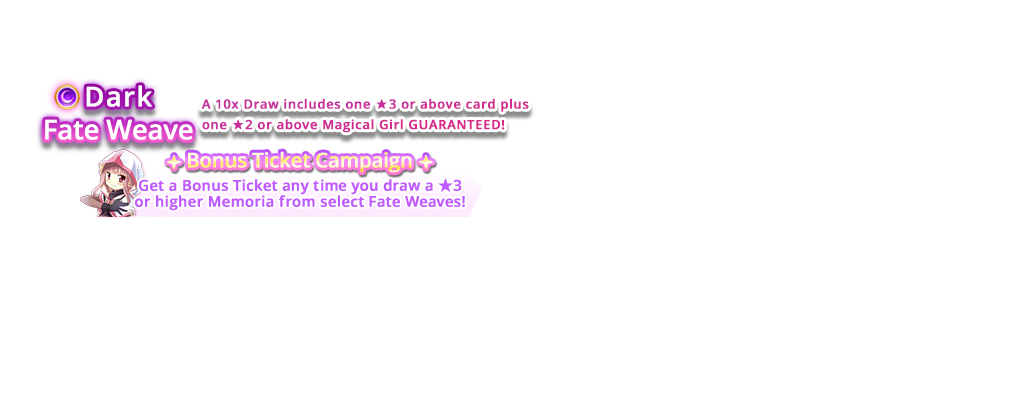 Dark
Fate Weave
A 10x Draw includes one ★3 or above card plus
one ★2 or above Magical Girl GUARANTEED!
Bonus Ticket Campaign
Get a Bonus Ticket any time you draw a ★3
or higher Memoria from select Fate Weaves!